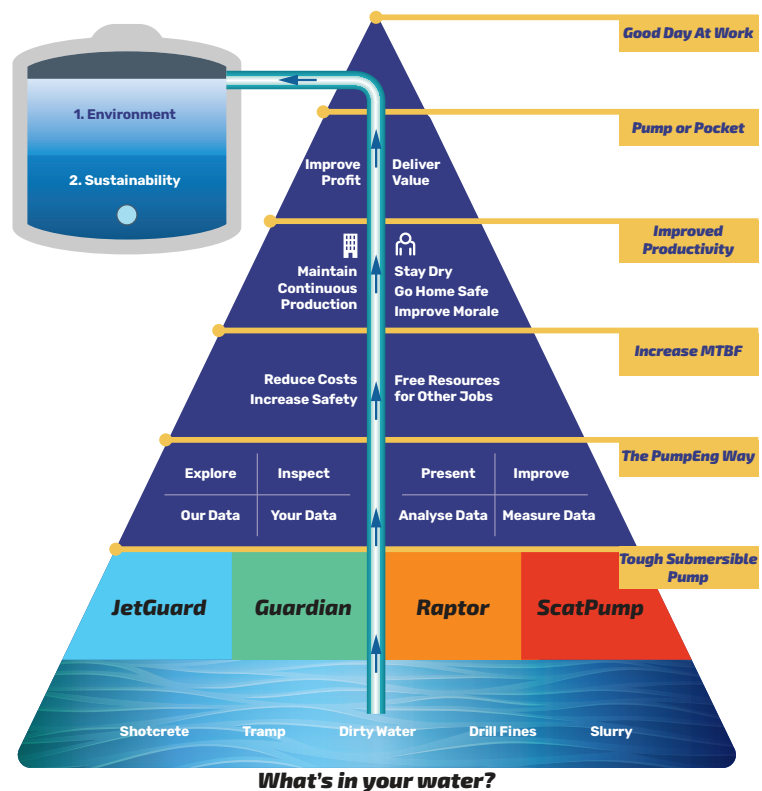 Good Day At Work
1. Environment
2. Sustainability
Pump or Pocket
Improve
Profit
Deliver
Value
Improved
Productivity
Maintain
Continuous
Production
Stay Dry
Go Home Safe
Improve Morale
Increase MTBF
Reduce Costs
Increase Safety
Free Resources
for Other Jobs
The PumpEng Way
Explore
Inspect
Present
Improve
Our Data
Your Data
Analyse Data
Measure Data
Tough Submersible
Pump
JetGuard
Guardian
Raptor
ScatPump
Shotcrete
Tramp
Dirty Water
Drill Fines
Slurry
What's in your water?